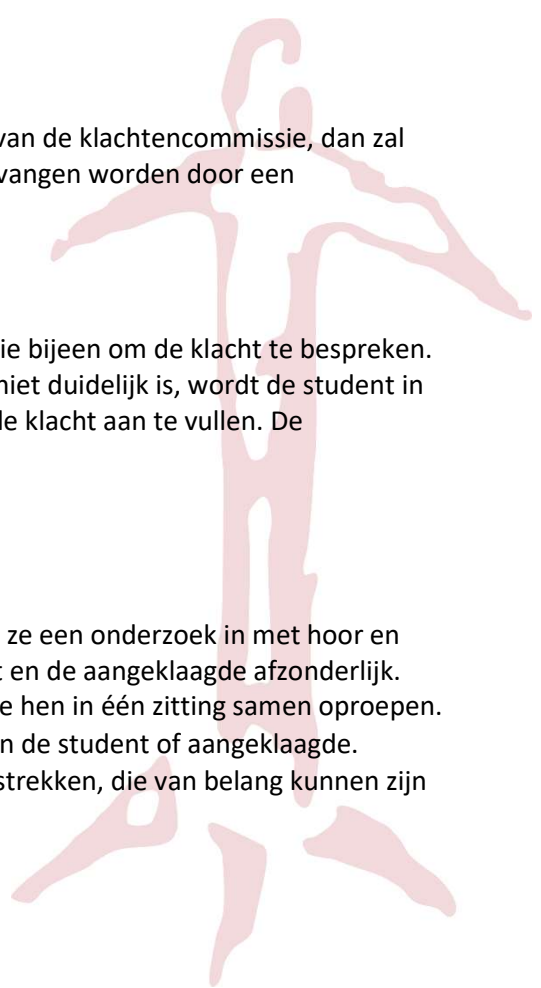 van de klachtencommissie, dan zal
vangen worden door een
ie bijeen om de klacht te bespreken.
niet duidelijk is, wordt de student in
de klacht aan te vullen. De
ze een onderzoek in met hoor en
t en de aangeklaagde afzonderlijk.
e hen in één zitting samen oproepen.
n de student of aangeklaagde.
strekken, die van belang kunnen zijn